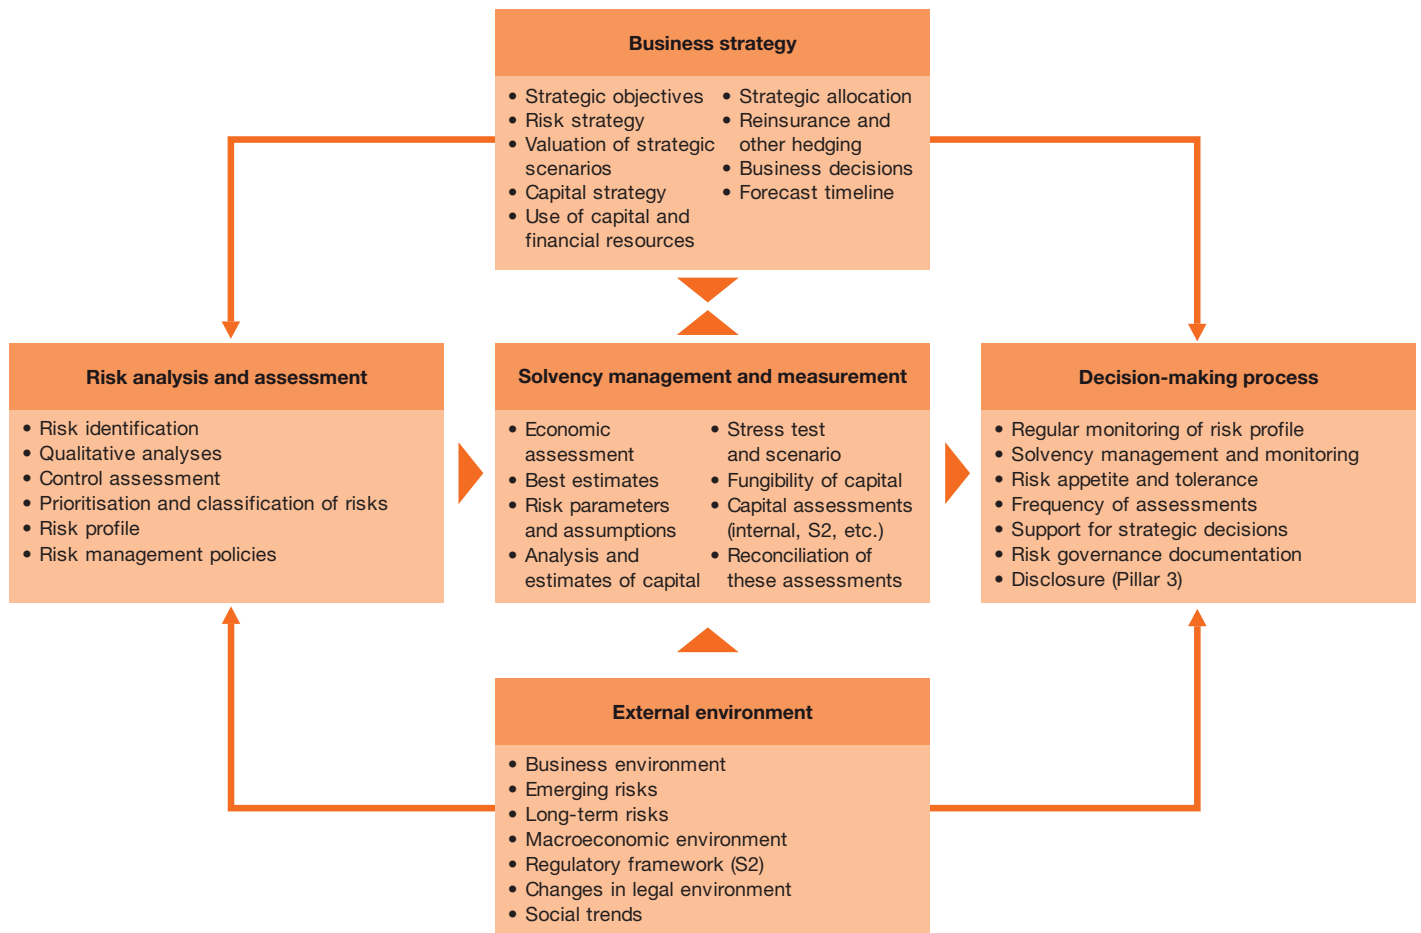 Business strategy
• Strategic objectives
• Risk strategy
• Valuation of strategic
scenarios
• Capital strategy
• Use of capital and
financial resources
• Strategic allocation
• Reinsurance and
other hedging
• Business decisions
• Forecast timeline
Risk analysis and assessment
• Risk identification
• Qualitative analyses
• Control assessment
• Prioritisation and classification of risks
• Risk profile
• Risk management policies
Solvency management and measurement
• Economic
assessment
• Best estimates
• Risk parameters
and assumptions
• Analysis and
estimates of capital
• Stress test
and scenario
• Fungibility of capital
• Capital assessments
(internal, S2, etc.)
• Reconciliation of
these assessments
Decision-making process
• Regular monitoring of risk profile
• Solvency management and monitoring
• Risk appetite and tolerance
• Frequency of assessments
• Support for strategic decisions
• Risk governance documentation
• Disclosure (Pillar 3)
External environment
• Business environment
• Emerging risks
• Long-term risks
• Macroeconomic environment
• Regulatory framework (S2)
• Changes in legal environment
• Social trends